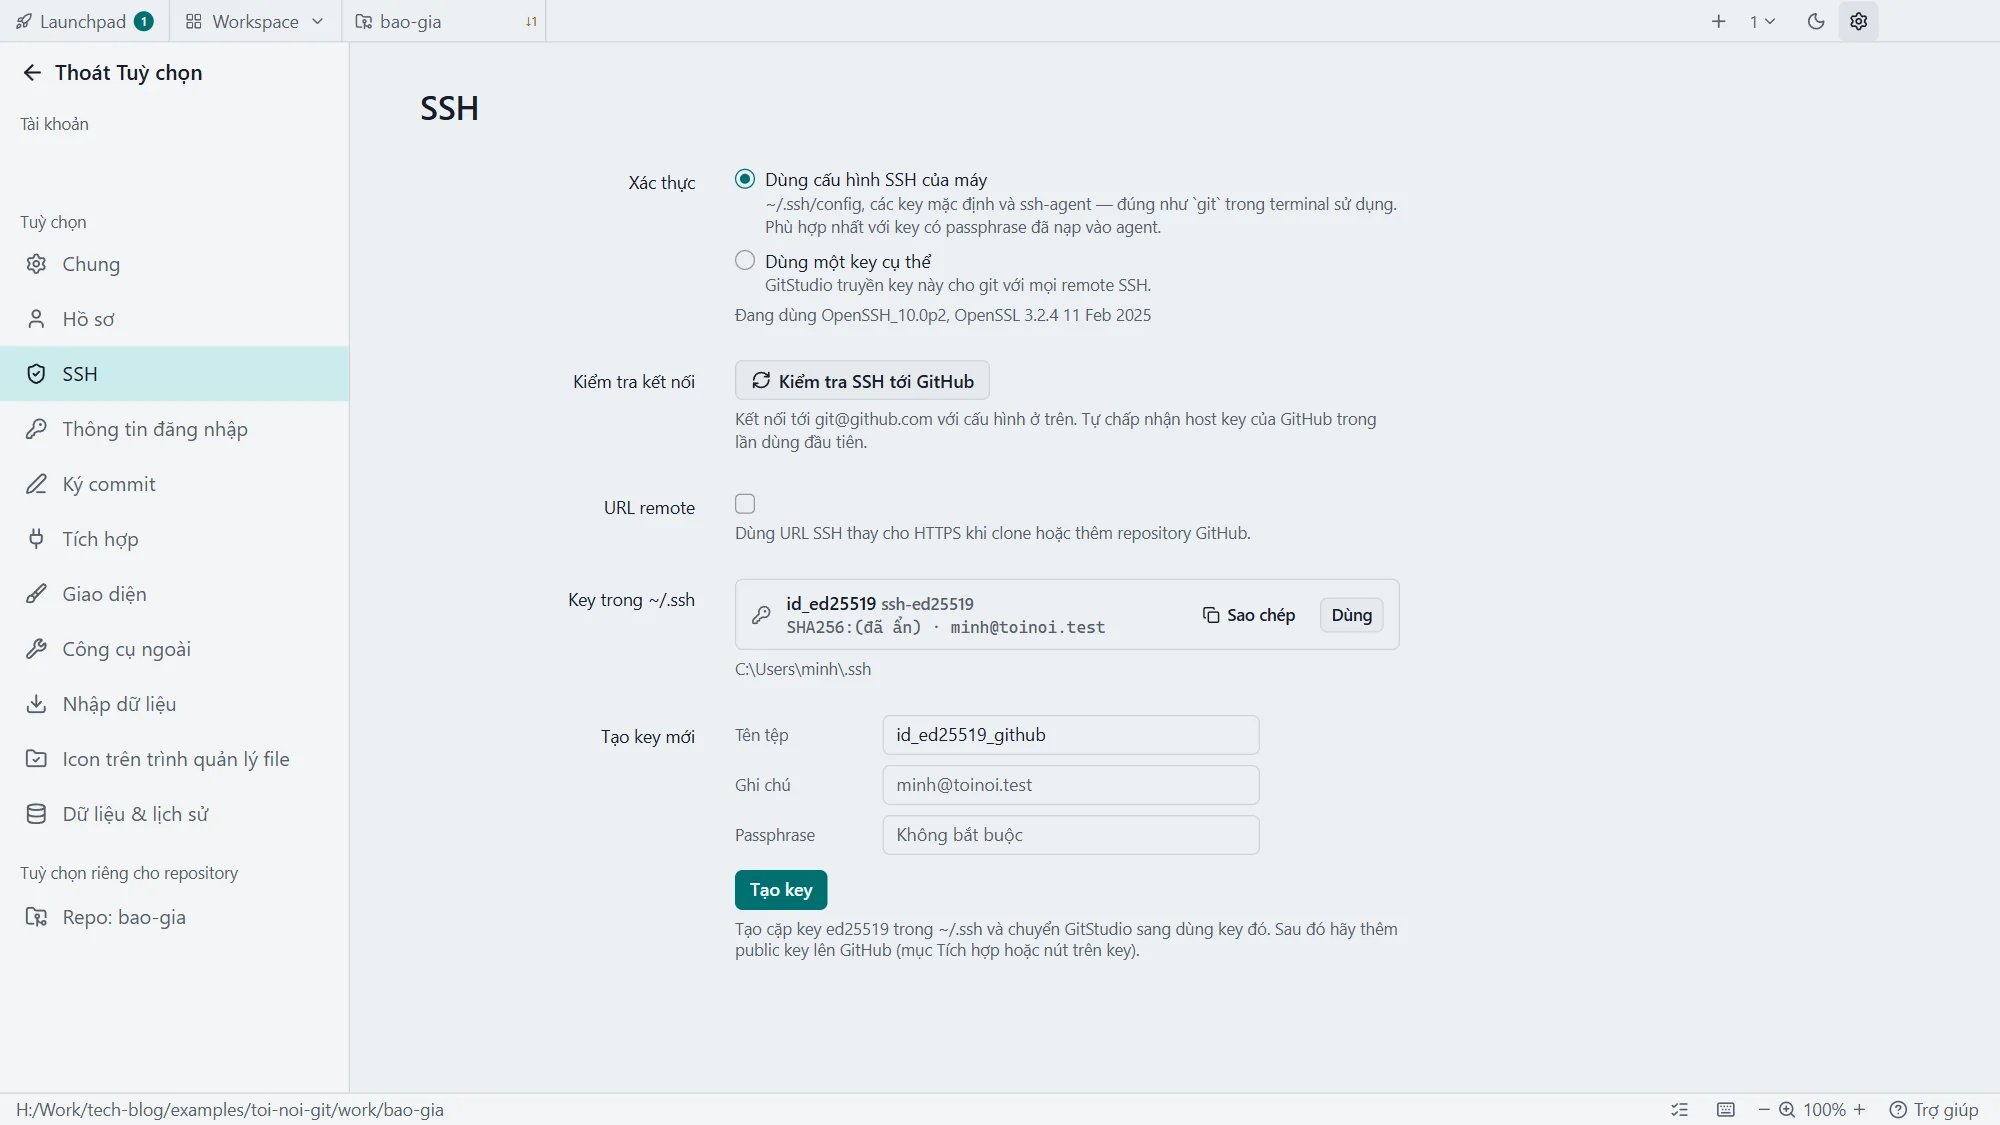 Launchpad 1
Workspace
bao-gia
↓1
1
Thoát Tuỳ chọn
Tài khoản
Tuỳ chọn
Chung
Hồ sơ
SSH
Thông tin đăng nhập
Ký commit
Tích hợp
Giao diện
Công cụ ngoài
Nhập dữ liệu
Icon trên trình quản lý file
Dữ liệu & lịch sử
Tuỳ chọn riêng cho repository
Repo: bao-gia
SSH
Xác thực
Dùng cấu hình SSH của máy
~/.ssh/config, các key mặc định và ssh-agent — đúng như `git` trong terminal sử dụng.
Phù hợp nhất với key có passphrase đã nạp vào agent.
Dùng một key cụ thể
GitStudio truyền key này cho git với mọi remote SSH.
Đang dùng OpenSSH_10.0p2, OpenSSL 3.2.4 11 Feb 2025
Kiểm tra kết nối
Kiểm tra SSH tới GitHub
Kết nối tới git@github.com với cấu hình ở trên. Tự chấp nhận host key của GitHub trong
lần dùng đầu tiên.
URL remote
Dùng URL SSH thay cho HTTPS khi clone hoặc thêm repository GitHub.
Key trong ~/.ssh
id_ed25519 ssh-ed25519
SHA256:(đã ẩn) · minh@toinoi.test
Sao chép
Dùng
C:\Users\minh\.ssh
Tạo key mới
Tên tệp
id_ed25519_github
Ghi chú
minh@toinoi.test
Passphrase
Không bắt buộc
Tạo key
Tạo cặp key ed25519 trong ~/.ssh và chuyển GitStudio sang dùng key đó. Sau đó hãy thêm
public key lên GitHub (mục Tích hợp hoặc nút trên key).
H:/Work/tech-blog/examples/toi-noi-git/work/bao-gia
100%
Trợ giúp